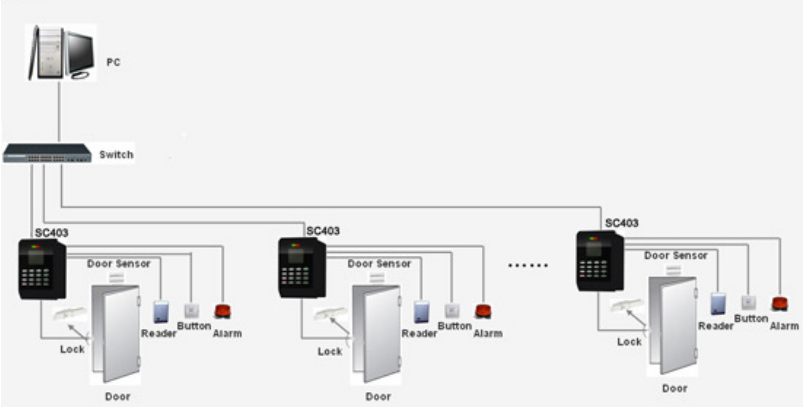 PC
Switch
SC403
Door Sensor
Reader
Button
Alarm
Lock
Door
SC403
Door Sensor
Reader
Button
Alarm
Lock
Door
......
SC403
Door Sensor
Reader
Button
Alarm
Lock
Door